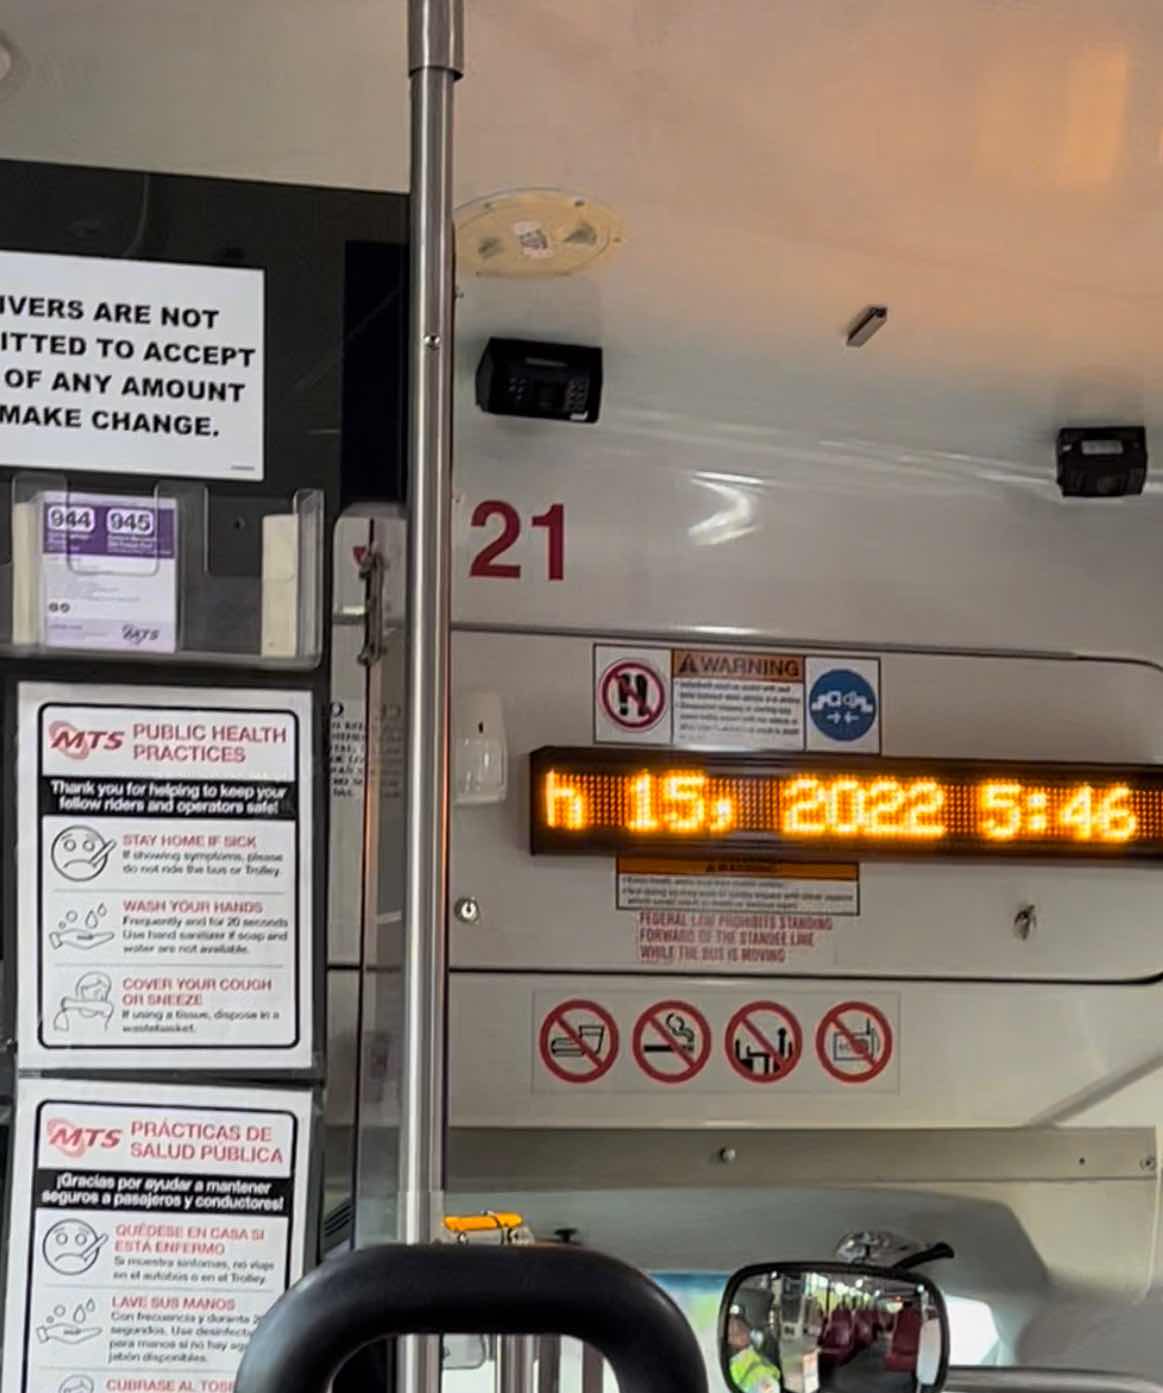 IVERS ARE NOT
ITTED TO ACCEPT
OF ANY AMOUNT
MAKE CHANGE.
944 945
MTS
21
WARNING
h 15, 2022 5:46
FEDERAL LAW PROHIBITS STANDING
FORWARD OF THE STANDEE LINE
WHILE THE BUS IS MOVING
MTS PUBLIC HEALTH
PRACTICES
Thank you for helping to keep your
fellow riders and operators safe!
STAY HOME IF SICK
If showing symptoms, please
do not ride the bus or Trolley.
WASH YOUR HANDS
Frequently and for 20 seconds
Use hand sanitizer if soap and
water are not available.
COVER YOUR COUGH
OR SNEEZE
If using a tissue, dispose in a
wastebasket.
MTS PRÁCTICAS DE
SALUD PÚBLICA
¡Gracias por ayudar a mantener
seguros a pasajeros y conductores!
QUÉDESE EN CASA SI
ESTÁ ENFERMO
Si muestra síntomas, no viaje
en el autobús o en el Trolley.
LAVE SUS MANOS
Con frecuencia y durante 2
segundos. Use desinfect
para manos si no hay ag
jabón disponibles.
CUBRASE AL TOSE